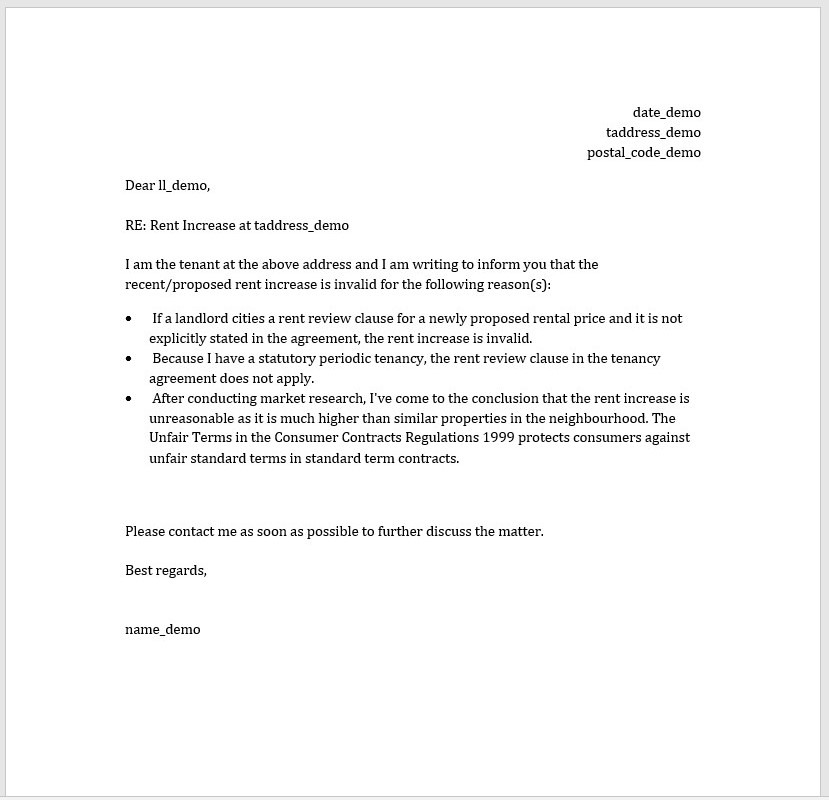 date_demo
taddress_demo
postal_code_demo
Dear ll_demo,
RE: Rent Increase at taddress_demo
I am the tenant at the above address and I am writing to inform you that the
recent/proposed rent increase is invalid for the following reason(s):
• If a landlord cities a rent review clause for a newly proposed rental price and it is not
explicitly stated in the agreement, the rent increase is invalid.
• Because I have a statutory periodic tenancy, the rent review clause in the tenancy
agreement does not apply.
• After conducting market research, I've come to the conclusion that the rent increase is
unreasonable as it is much higher than similar properties in the neighbourhood. The
Unfair Terms in the Consumer Contracts Regulations 1999 protects consumers against
unfair standard terms in standard term contracts.
Please contact me as soon as possible to further discuss the matter.
Best regards,
name_demo